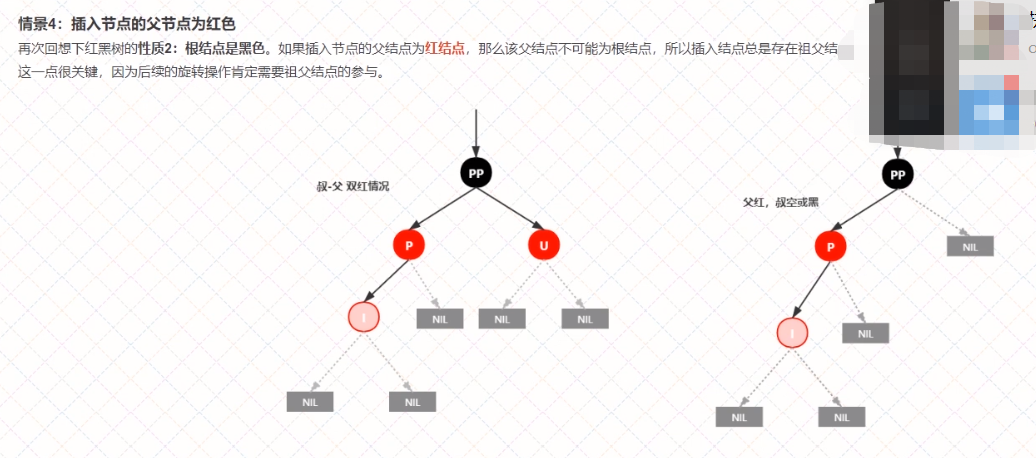 情景4：插入节点的父节点为红色
再次回想下红黑树的性质2：根结点是黑色。如果插入节点的父结点为红结点，那么该父结点不可能为根结点，所以插入结点总是存在祖父结
这一点很关键，因为后续的旋转操作肯定需要祖父结点的参与。
PP
PP
叔-父 双红情况
父红，叔空或黑
P
U
P
NIL
I
NIL
NIL
NIL
I
NIL
NIL
NIL
NIL
NIL